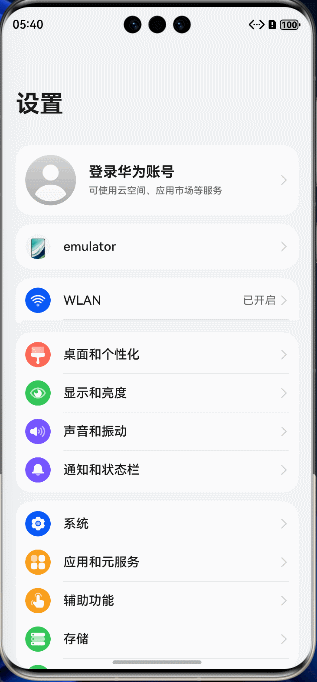 05:40
100
设置
登录华为账号
可使用云空间、应用市场等服务
emulator
WLAN 已开启
桌面和个性化
显示和亮度
声音和振动
通知和状态栏
系统
应用和元服务
辅助功能
存储